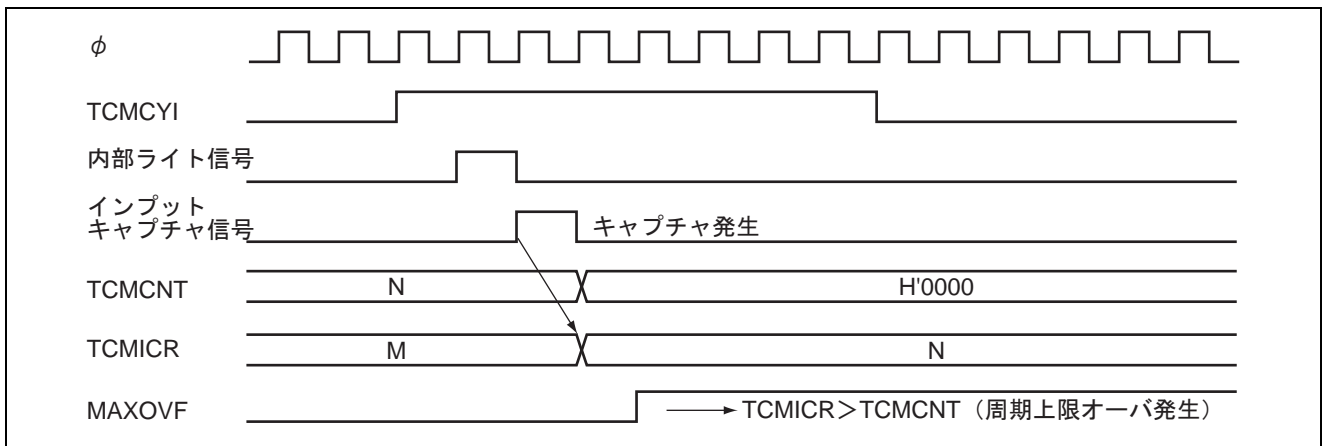 φ
TCMCYI
内部ライト信号
インプット
キャプチャ信号
キャプチャ発生
TCMCNT
N
H'0000
TCMICR
M
N
MAXOVF
TCMICR＞TCMCNT（周期上限オーバ発生）